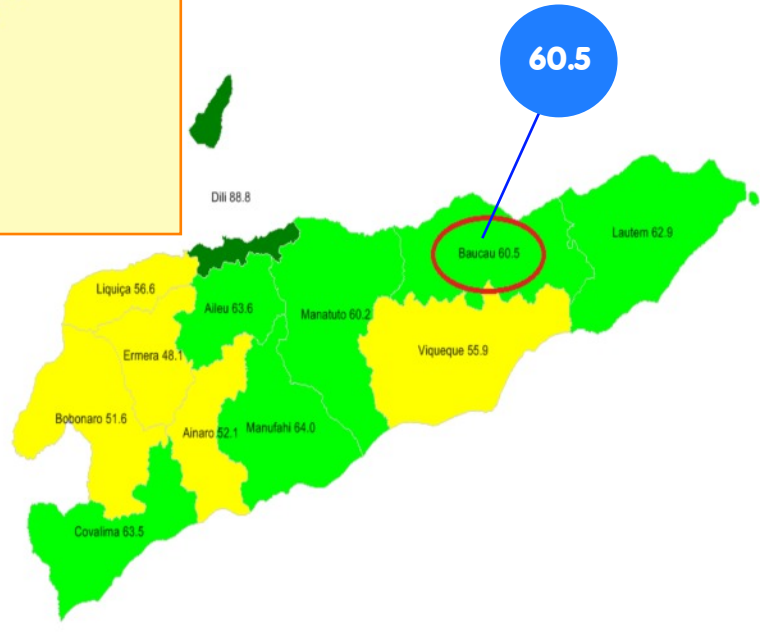 60.5
Dili 88.8
Lautem 62.9
Baucau 60.5
Liquiça 56.6
Aileu 63.6
Manatuto 60.2
Ermera 48.1
Viqueque 55.9
Bobonaro 51.6
Ainaro 52.1
Manufahi 64.0
Covalima 63.5